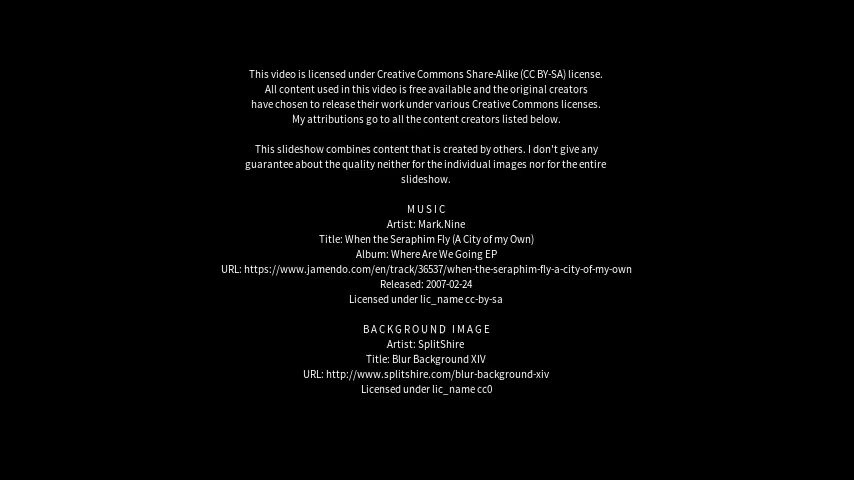 This video is licensed under Creative Commons Share-Alike (CC BY-SA) license.
All content used in this video is free available and the original creators
have chosen to release their work under various Creative Commons licenses.
My attributions go to all the content creators listed below.
This slideshow combines content that is created by others. I don't give any
guarantee about the quality neither for the individual images nor for the entire
slideshow.
MUSIC
Artist: Mark.Nine
Title: When the Seraphim Fly (A City of my Own)
Album: Where Are We Going EP
URL: https://www.jamendo.com/en/track/36537/when-the-seraphim-fly-a-city-of-my-own
Released: 2007-02-24
Licensed under lic_name cc-by-sa
BACKGROUND IMAGE
Artist: SplitShire
Title: Blur Background XIV
URL: http://www.splitshire.com/blur-background-xiv
Licensed under lic_name cc0